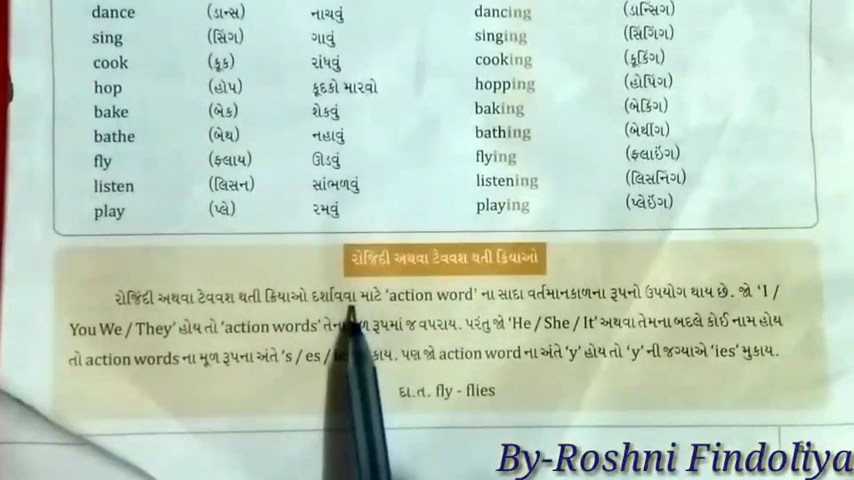 dance (ડાન્સ) નાચવું dancing (ડાન્સિંગ)
sing (સિંગ) ગાવું singing (સિંગિંગ)
cook (કૂક) રાંધવું cooking (કૂકિંગ)
hop (હોપ) કૂદકો મારવો hopping (હોપિંગ)
bake (બેક) શેકવું baking (બેકિંગ)
bathe (બેથ) નહાવું bathing (બેથીંગ)
fly (ફ્લાય) ઊડવું flying (ફ્લાઇંગ)
listen (લિસન) સાંભળવું listening (લિસનિંગ)
play (પ્લે) રમવું playing (પ્લેઇંગ)
રોજિંદી અથવા ટેવવશ થતી ક્રિયાઓ
રોજિંદી અથવા ટેવવશ થતી ક્રિયાઓ દર્શાવવા માટે ‘action word’ ના સાદા વર્તમાનકાળના રૂપનો ઉપયોગ થાય છે. જો ‘I /
You We / They’ હોય તો ‘action words’ રૂપમાં જ વપરાય. પરંતુ જો ‘He / She / It’ અથવા તેમના બદલે કોઈ નામ હોય
તો action words ના મૂળ રૂપના અંતે ‘s / es / પણ જો action word ના અંતે ‘y’ હોય તો ‘y’ ની જગ્યાએ ‘ies’ મુકાય.
દા.ત. fly - flies
By-Roshni Findoliya